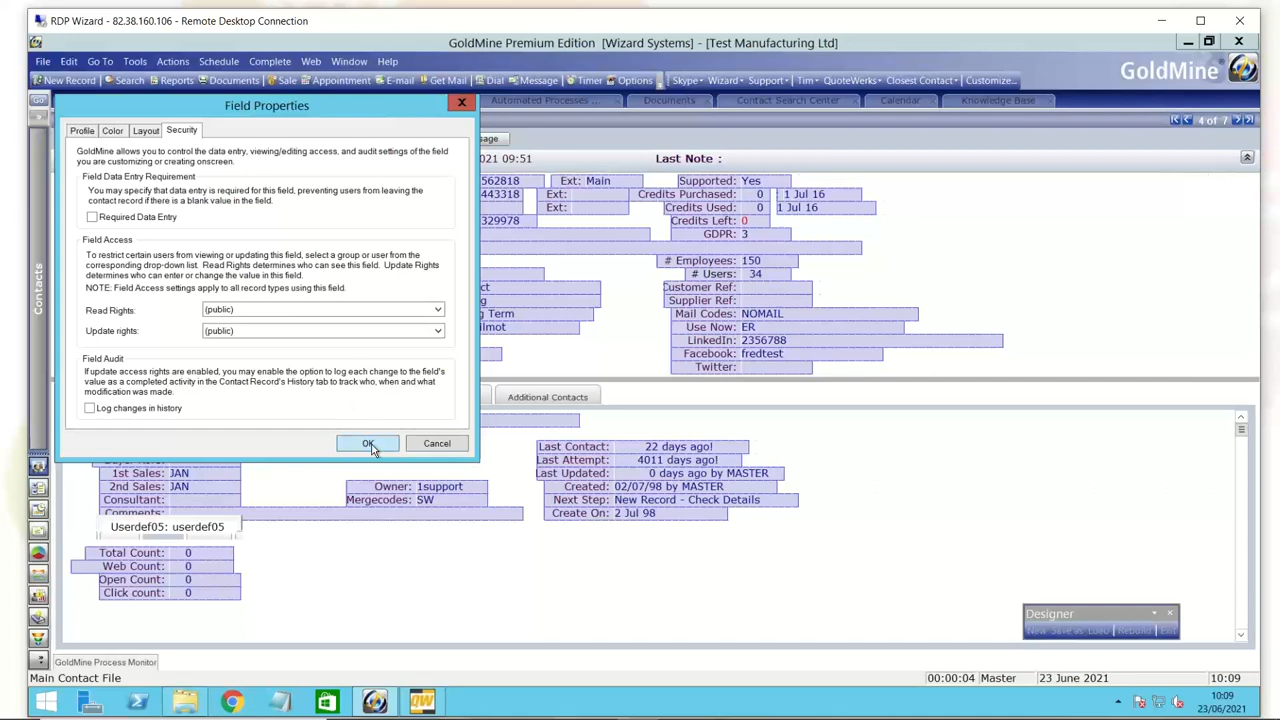 RDP Wizard - 82.38.160.106 - Remote Desktop Connection
GoldMine Premium Edition - [Wizard Systems] - [Test Manufacturing Ltd]
File Edit Go To Tools Actions Schedule Complete Web Window Help
New Record Search Reports Documents Sale Appointment E-mail Get Mail Dial Message Timer Options Skype Wizard Support Tim QuoteWerks Closest Contact Customize...
GoldMine
Go
Field Properties
Automated Processes ... Documents Contact Search Center Calendar Knowledge Base
4 of 7
Profile Color Layout Security
GoldMine allows you to control the data entry, viewing/editing access, and audit settings of the field
you are customizing or creating onscreen.
Field Data Entry Requirement
You may specify that data entry is required for this field, preventing users from leaving the
contact record if there is a blank value in the field.
Required Data Entry
Field Access
To restrict certain users from viewing or updating this field, select a group or user from the
corresponding drop-down list. Read Rights determines who can see this field. Update Rights
determines who can enter or change the value in this field.
NOTE: Field Access settings apply to all record types using this field.
Read Rights: (public)
Update rights: (public)
Field Audit
If update access rights are enabled, you may enable the option to log each change to the field's
value as a completed activity in the Contact Record's History tab to track who, when and what
modification was made.
Log changes in history
OK Cancel
Contacts
sage
021 09:51 Last Note :
562818 Ext: Main Supported: Yes
443318 Ext: Credits Purchased: 0 1 Jul 16
Ext: Credits Used: 0 1 Jul 16
329978 Credits Left: 0
GDPR: 3
# Employees: 150
# Users: 34
ct Customer Ref:
g Supplier Ref:
g Term Mail Codes: NOMAIL
ilmot Use Now: ER
LinkedIn: 2356788
Facebook: fredtest
Twitter:
Additional Contacts
Last Contact: 22 days ago!
Last Attempt: 4011 days ago!
1st Sales: JAN Last Updated: 0 days ago by MASTER
2nd Sales: JAN Owner: 1support Created: 02/07/98 by MASTER
Consultant: Mergecodes: SW Next Step: New Record - Check Details
Comments: Create On: 2 Jul 98
Userdef05: userdef05
Total Count: 0
Web Count: 0
Open Count: 0
Click count: 0
Designer
New Save as Load Rebuild Exit
GoldMine Process Monitor
Main Contact File 00:00:04 Master 23 June 2021 10:09
QW
10:09
23/06/2021